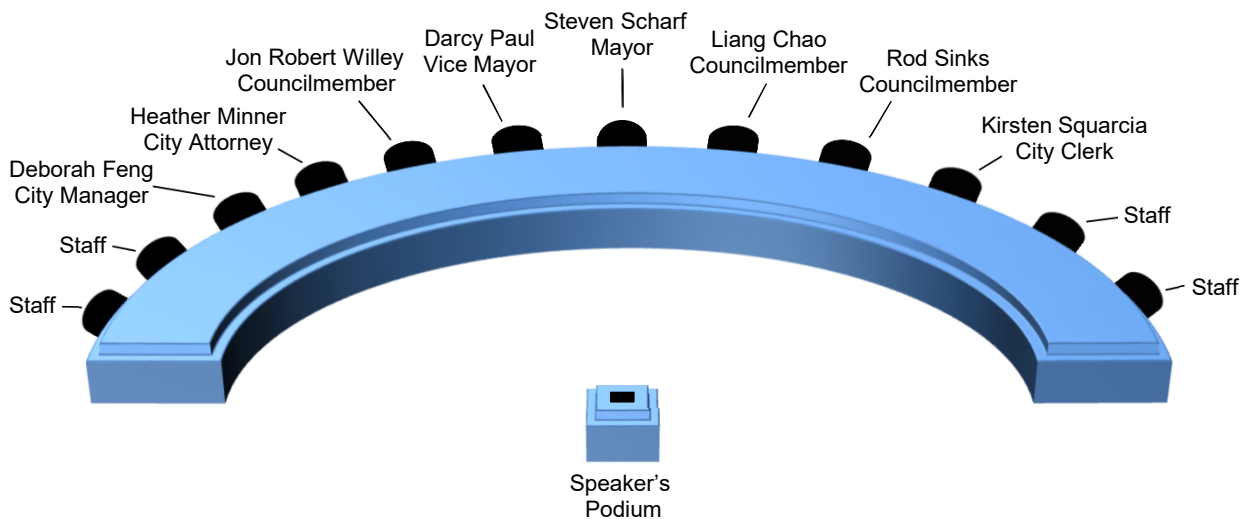 Steven Scharf
Mayor
Darcy Paul
Vice Mayor
Liang Chao
Councilmember
Jon Robert Willey
Councilmember
Rod Sinks
Councilmember
Heather Minner
City Attorney
Kirsten Squarcia
City Clerk
Deborah Feng
City Manager
Staff
Staff
Staff
Staff
Speaker’s
Podium